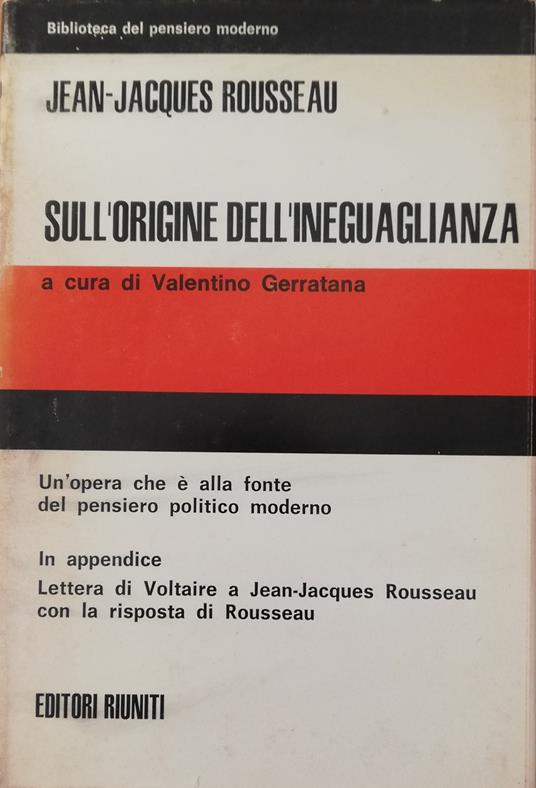 Biblioteca del pensiero moderno
JEAN-JACQUES ROUSSEAU
SULL'ORIGINE DELL'INEGUAGLIANZA
a cura di Valentino Gerratana
Un'opera che è alla fonte
del pensiero politico moderno
In appendice
Lettera di Voltaire a Jean-Jacques Rousseau
con la risposta di Rousseau
EDITORI RIUNITI